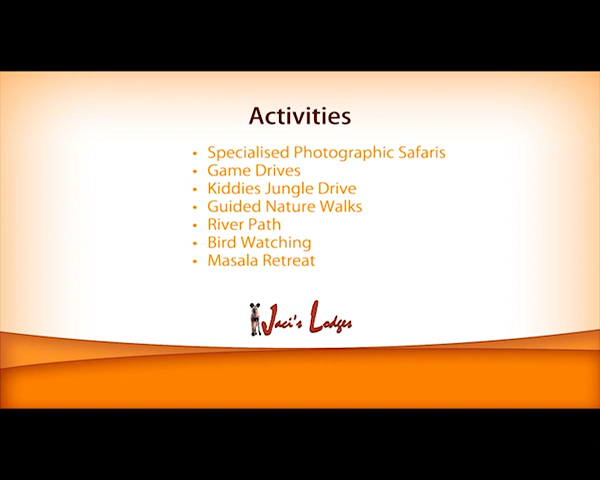 Activities
• Specialised Photographic Safaris
• Game Drives
• Kiddies Jungle Drive
• Guided Nature Walks
• River Path
• Bird Watching
• Masala Retreat
Jaci's Lodges